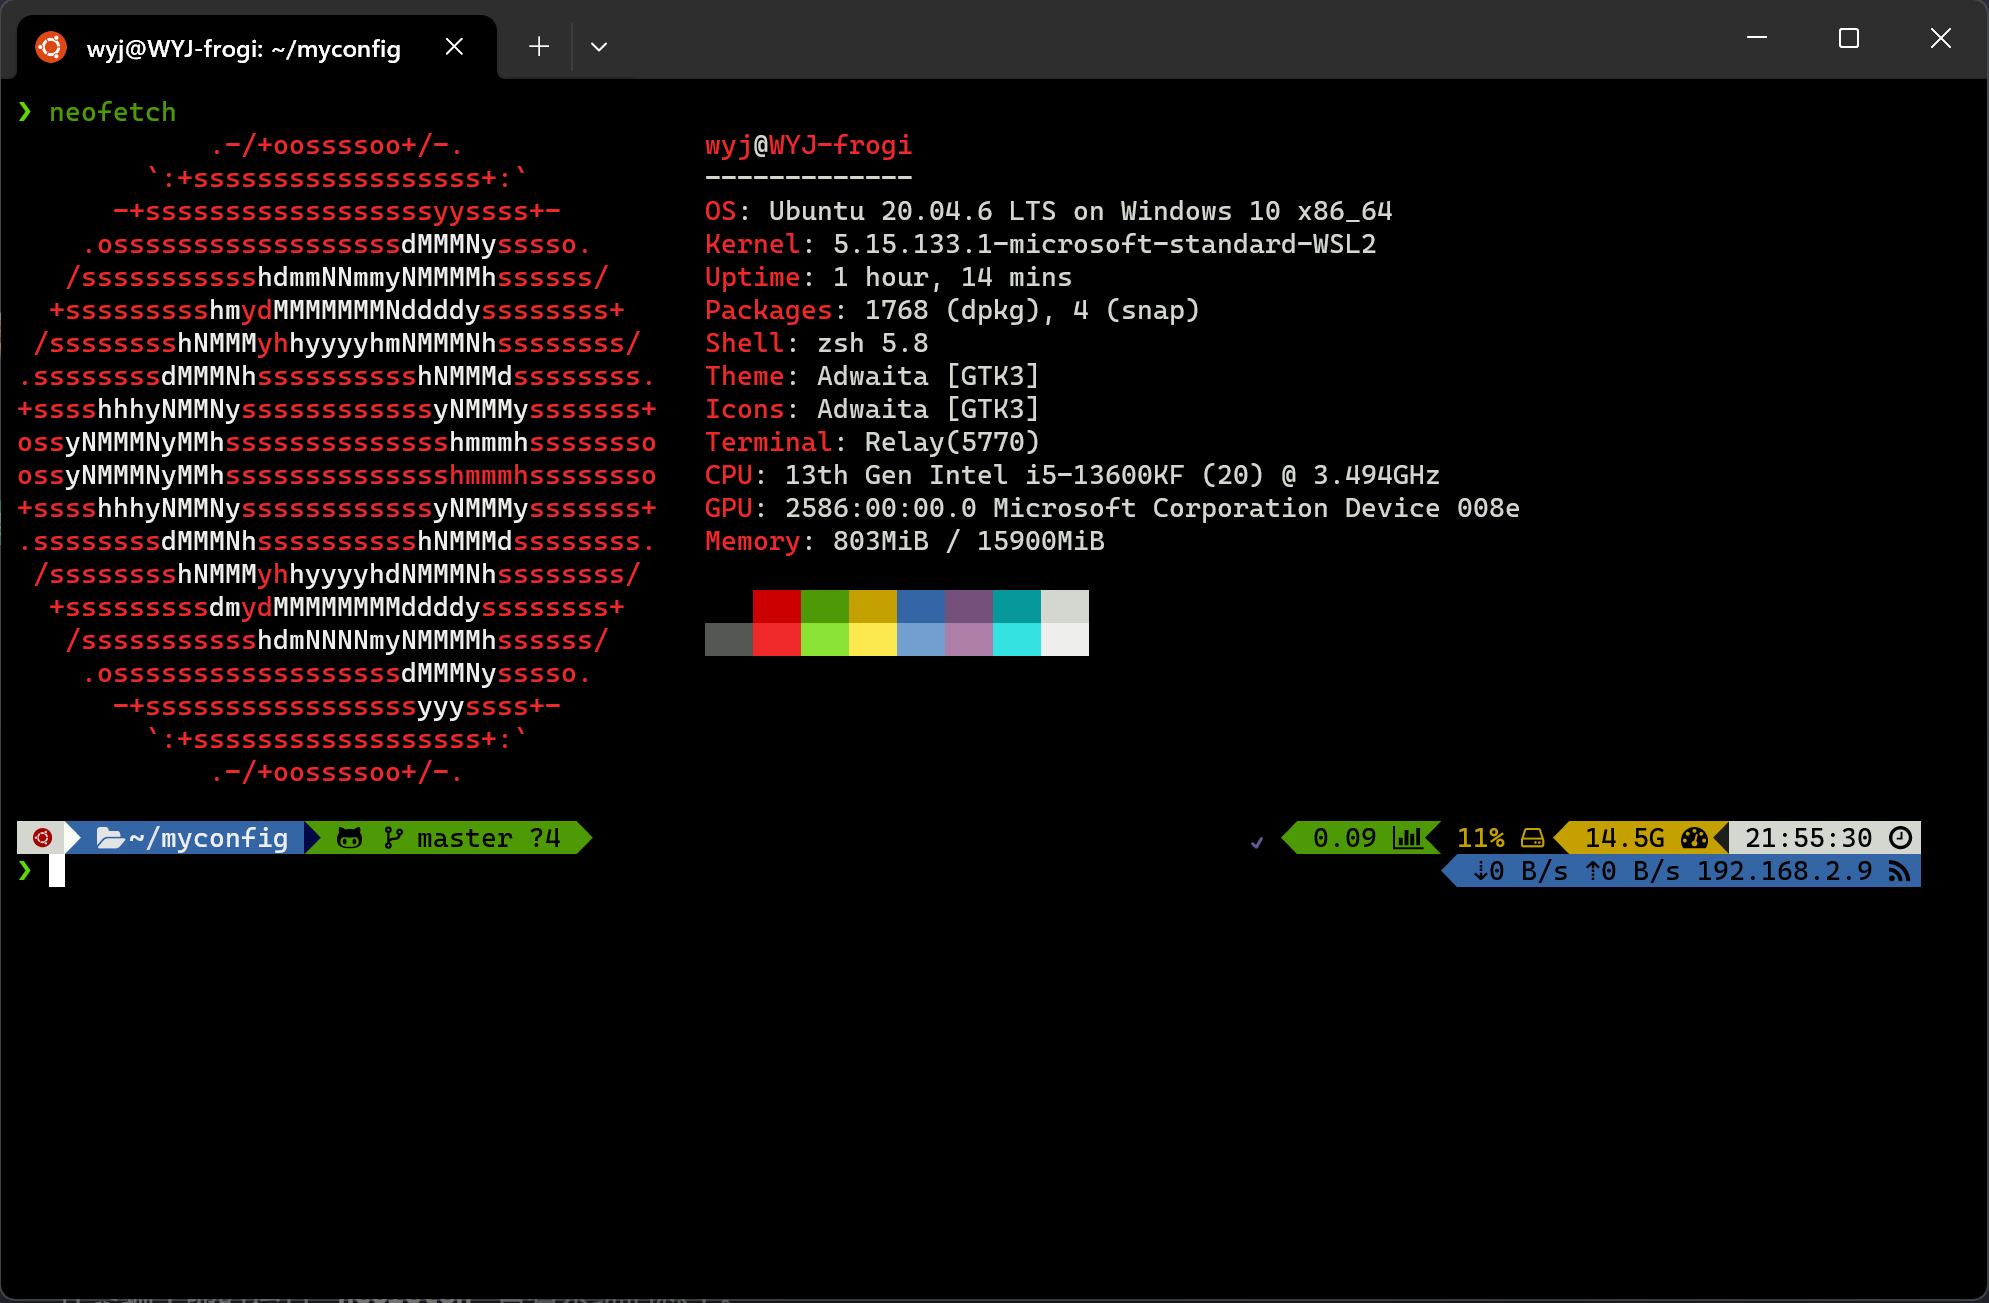 wyj@WYJ-frogi: ~/myconfig
❯ neofetch
.-/+oossssoo+/-.
`:+ssssssssssssssssss+:`
-+ssssssssssssssssssyyssss+-
.ossssssssssssssssssdMMMNysssso.
/ssssssssssshdmmNNmmyNMMMMhssssss/
+ssssssssshmydMMMMMMMNddddyssssssss+
/sssssssshNMMMyhhyyyyhmNMMMNhssssssss/
.ssssssssdMMMNhsssssssssshNMMMdssssssss.
+sssshhhyNMMNyssssssssssssyNMMMysssssss+
ossyNMMMNyMMhsssssssssssssshmmmhssssssso
ossyNMMMNyMMhsssssssssssssshmmmhssssssso
+sssshhhyNMMNyssssssssssssyNMMMysssssss+
.ssssssssdMMMNhsssssssssshNMMMdssssssss.
/sssssssshNMMMyhhyyyyhdNMMMNhssssssss/
+sssssssssdmydMMMMMMMMddddyssssssss+
/ssssssssssshdmNNNNmyNMMMMhssssss/
.ossssssssssssssssssdMMMNysssso.
-+sssssssssssssssssyyyssss+-
`:+ssssssssssssssssss+:`
.-/+oossssoo+/-.
wyj@WYJ-frogi
-------------
OS: Ubuntu 20.04.6 LTS on Windows 10 x86_64
Kernel: 5.15.133.1-microsoft-standard-WSL2
Uptime: 1 hour, 14 mins
Packages: 1768 (dpkg), 4 (snap)
Shell: zsh 5.8
Theme: Adwaita [GTK3]
Icons: Adwaita [GTK3]
Terminal: Relay(5770)
CPU: 13th Gen Intel i5-13600KF (20) @ 3.494GHz
GPU: 2586:00:00.0 Microsoft Corporation Device 008e
Memory: 803MiB / 15900MiB
~/myconfig master ?4 ✓ 0.09 11% 14.5G 21:55:30
❯ ⇣0 B/s ⇡0 B/s 192.168.2.9